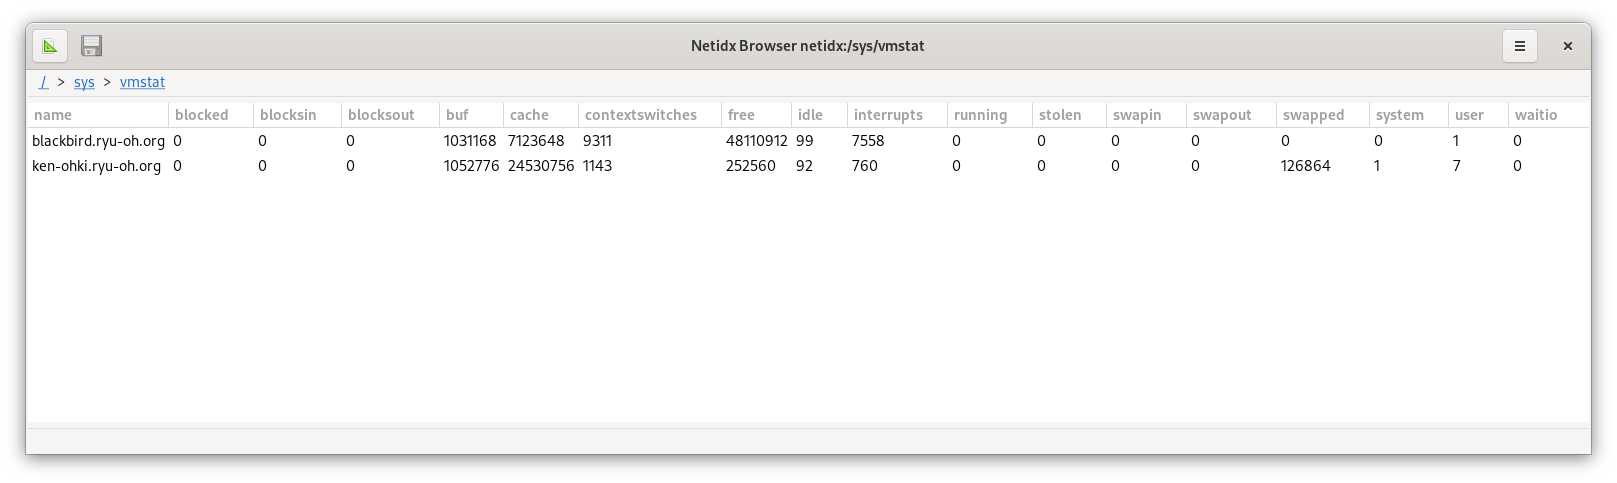 Netidx Browser netidx:/sys/vmstat
/ > sys > vmstat
name blocked blocksin blocksout buf cache contextswitches free idle interrupts running stolen swapin swapout swapped system user waitio
blackbird.ryu-oh.org 0 0 0 1031168 7123648 9311 48110912 99 7558 0 0 0 0 0 0 1 0
ken-ohki.ryu-oh.org 0 0 0 1052776 24530756 1143 252560 92 760 0 0 0 0 126864 1 7 0